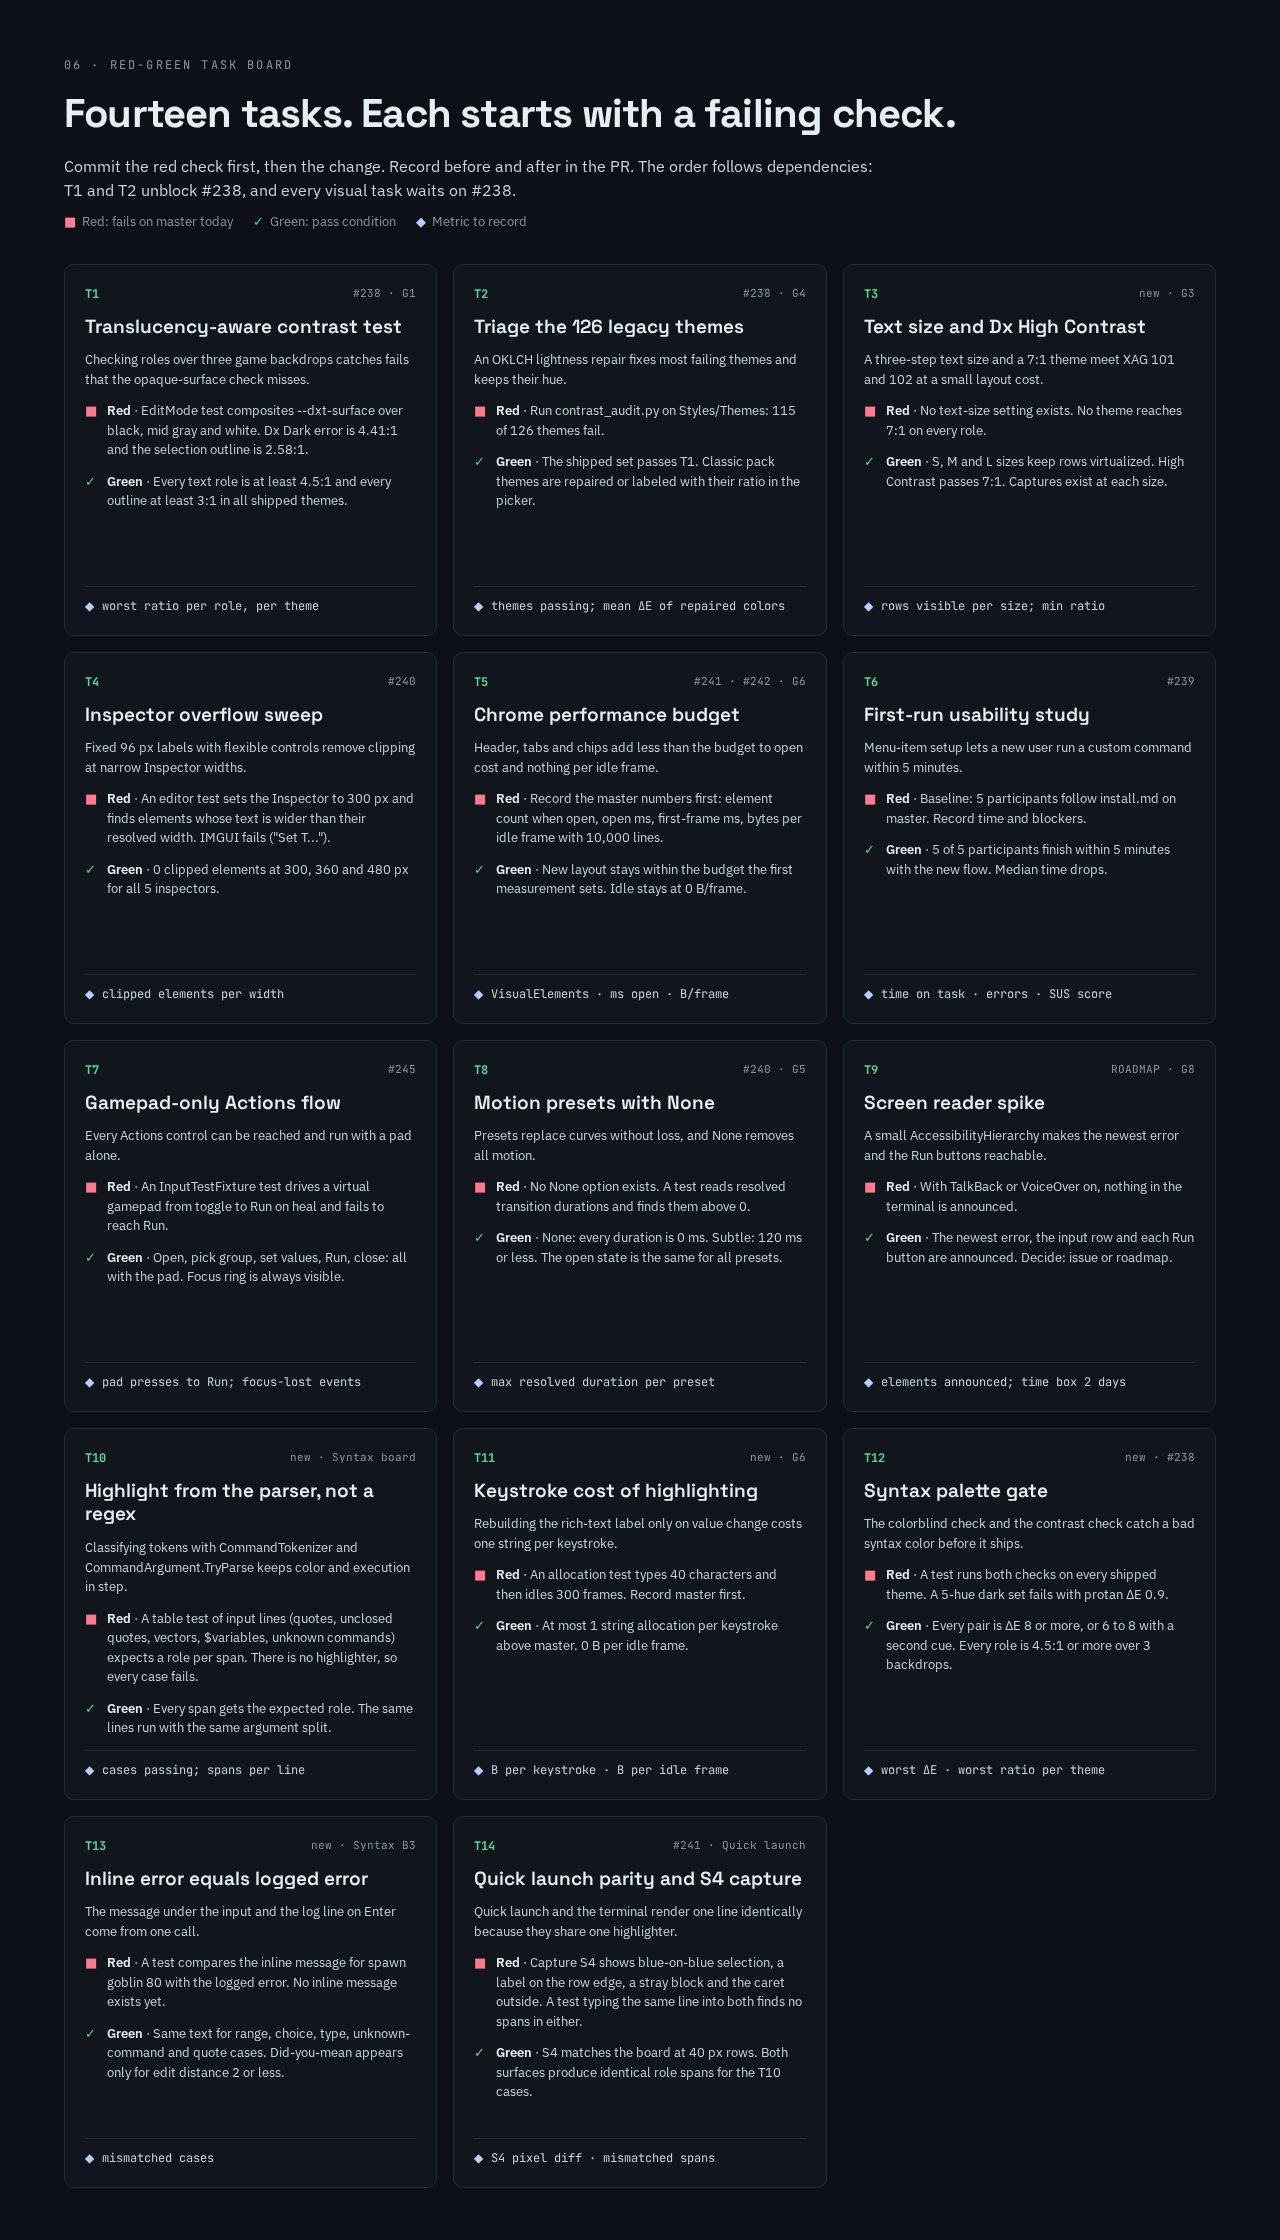 06 · RED-GREEN TASK BOARD
Fourteen tasks. Each starts with a failing check.
Commit the red check first, then the change. Record before and after in the PR. The order follows dependencies:
T1 and T2 unblock #238, and every visual task waits on #238.
■ Red: fails on master today ✓ Green: pass condition ◆ Metric to record
T1 #238 · G1
Translucency-aware contrast test
Checking roles over three game backdrops catches fails
that the opaque-surface check misses.
■ Red · EditMode test composites --dxt-surface over
black, mid gray and white. Dx Dark error is 4.41:1
and the selection outline is 2.58:1.
✓ Green · Every text role is at least 4.5:1 and every
outline at least 3:1 in all shipped themes.
◆ worst ratio per role, per theme
T2 #238 · G4
Triage the 126 legacy themes
An OKLCH lightness repair fixes most failing themes and
keeps their hue.
■ Red · Run contrast_audit.py on Styles/Themes: 115
of 126 themes fail.
✓ Green · The shipped set passes T1. Classic pack
themes are repaired or labeled with their ratio in the
picker.
◆ themes passing; mean ΔE of repaired colors
T3 new · G3
Text size and Dx High Contrast
A three-step text size and a 7:1 theme meet XAG 101
and 102 at a small layout cost.
■ Red · No text-size setting exists. No theme reaches
7:1 on every role.
✓ Green · S, M and L sizes keep rows virtualized. High
Contrast passes 7:1. Captures exist at each size.
◆ rows visible per size; min ratio
T4 #240
Inspector overflow sweep
Fixed 96 px labels with flexible controls remove clipping
at narrow Inspector widths.
■ Red · An editor test sets the Inspector to 300 px and
finds elements whose text is wider than their
resolved width. IMGUI fails ("Set T...").
✓ Green · 0 clipped elements at 300, 360 and 480 px
for all 5 inspectors.
◆ clipped elements per width
T5 #241 · #242 · G6
Chrome performance budget
Header, tabs and chips add less than the budget to open
cost and nothing per idle frame.
■ Red · Record the master numbers first: element
count when open, open ms, first-frame ms, bytes per
idle frame with 10,000 lines.
✓ Green · New layout stays within the budget the first
measurement sets. Idle stays at 0 B/frame.
◆ VisualElements · ms open · B/frame
T6 #239
First-run usability study
Menu-item setup lets a new user run a custom command
within 5 minutes.
■ Red · Baseline: 5 participants follow install.md on
master. Record time and blockers.
✓ Green · 5 of 5 participants finish within 5 minutes
with the new flow. Median time drops.
◆ time on task · errors · SUS score
T7 #245
Gamepad-only Actions flow
Every Actions control can be reached and run with a pad
alone.
■ Red · An InputTestFixture test drives a virtual
gamepad from toggle to Run on heal and fails to
reach Run.
✓ Green · Open, pick group, set values, Run, close: all
with the pad. Focus ring is always visible.
◆ pad presses to Run; focus-lost events
T8 #240 · G5
Motion presets with None
Presets replace curves without loss, and None removes
all motion.
■ Red · No None option exists. A test reads resolved
transition durations and finds them above 0.
✓ Green · None: every duration is 0 ms. Subtle: 120 ms
or less. The open state is the same for all presets.
◆ max resolved duration per preset
T9 ROADMAP · G8
Screen reader spike
A small AccessibilityHierarchy makes the newest error
and the Run buttons reachable.
■ Red · With TalkBack or VoiceOver on, nothing in the
terminal is announced.
✓ Green · The newest error, the input row and each Run
button are announced. Decide: issue or roadmap.
◆ elements announced; time box 2 days
T10 new · Syntax board
Highlight from the parser, not a
regex
Classifying tokens with CommandTokenizer and
CommandArgument.TryParse keeps color and execution
in step.
■ Red · A table test of input lines (quotes, unclosed
quotes, vectors, $variables, unknown commands)
expects a role per span. There is no highlighter, so
every case fails.
✓ Green · Every span gets the expected role. The same
lines run with the same argument split.
◆ cases passing; spans per line
T11 new · G6
Keystroke cost of highlighting
Rebuilding the rich-text label only on value change costs
one string per keystroke.
■ Red · An allocation test types 40 characters and
then idles 300 frames. Record master first.
✓ Green · At most 1 string allocation per keystroke
above master. 0 B per idle frame.
◆ B per keystroke · B per idle frame
T12 new · #238
Syntax palette gate
The colorblind check and the contrast check catch a bad
syntax color before it ships.
■ Red · A test runs both checks on every shipped
theme. A 5-hue dark set fails with protan ΔE 0.9.
✓ Green · Every pair is ΔE 8 or more, or 6 to 8 with a
second cue. Every role is 4.5:1 or more over 3
backdrops.
◆ worst ΔE · worst ratio per theme
T13 new · Syntax B3
Inline error equals logged error
The message under the input and the log line on Enter
come from one call.
■ Red · A test compares the inline message for spawn
goblin 80 with the logged error. No inline message
exists yet.
✓ Green · Same text for range, choice, type, unknown-
command and quote cases. Did-you-mean appears
only for edit distance 2 or less.
◆ mismatched cases
T14 #241 · Quick launch
Quick launch parity and S4 capture
Quick launch and the terminal render one line identically
because they share one highlighter.
■ Red · Capture S4 shows blue-on-blue selection, a
label on the row edge, a stray block and the caret
outside. A test typing the same line into both finds no
spans in either.
✓ Green · S4 matches the board at 40 px rows. Both
surfaces produce identical role spans for the T10
cases.
◆ S4 pixel diff · mismatched spans